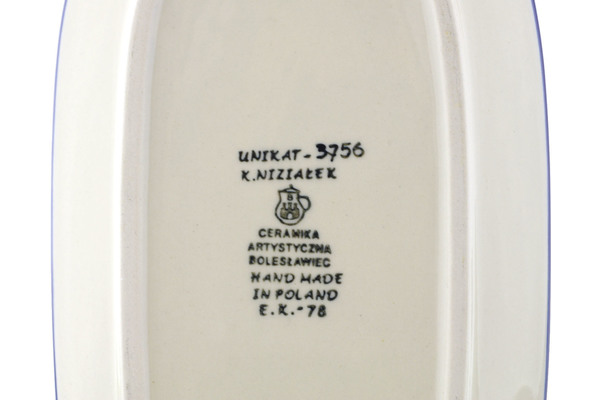 UNIKAT - 3756
K. NIZIAŁEK
B
CERAMIKA
ARTYSTYCZNA
BOLESŁAWIEC
HAND MADE
IN POLAND
E.K.-78